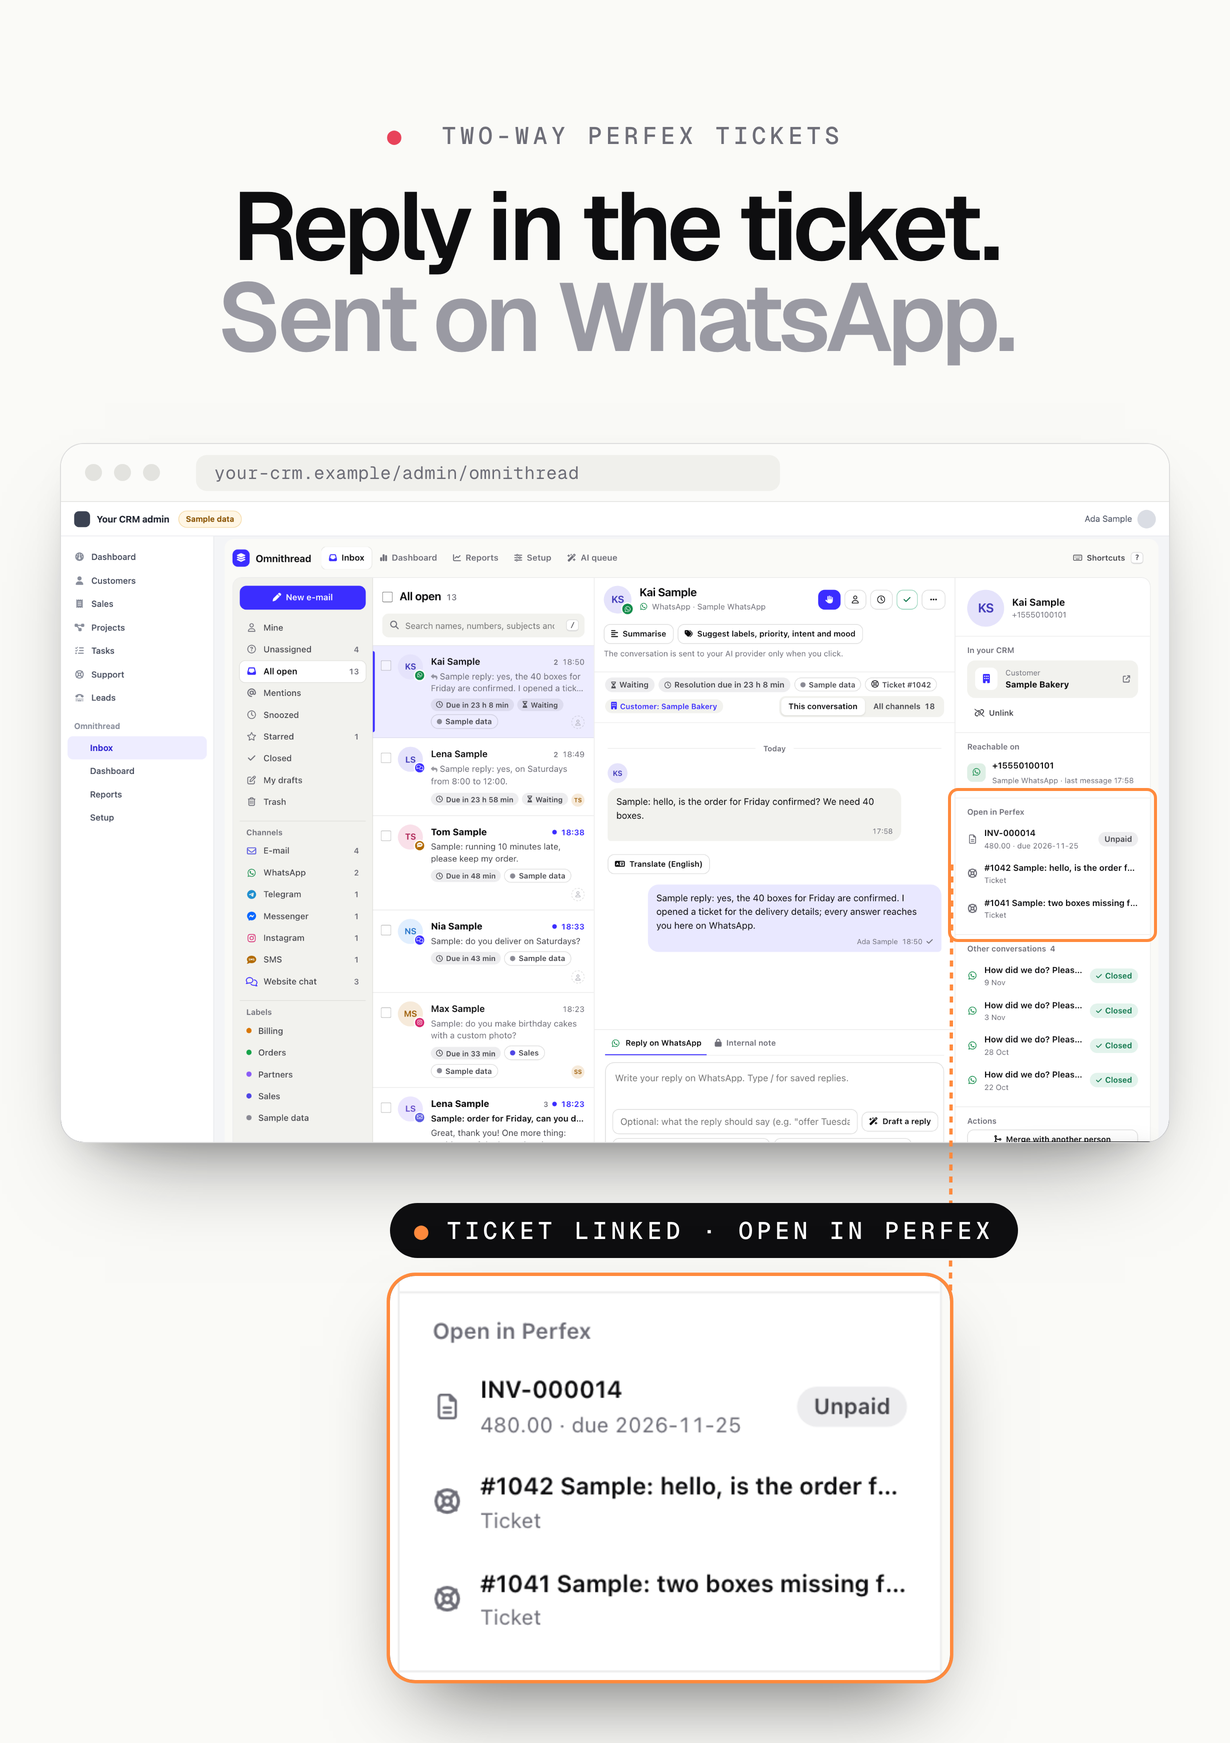 TWO-WAY PERFEX TICKETS
Reply in the ticket.
Sent on WhatsApp.
your-crm.example/admin/omnithread
Your CRM admin
Sample data
Ada Sample
Dashboard
Customers
Sales
Projects
Tasks
Support
Leads
Omnithread
Inbox
Dashboard
Reports
Setup
Omnithread
Inbox
Dashboard
Reports
Setup
AI queue
Shortcuts ?
New e-mail
Mine
Unassigned 4
All open 13
Mentions
Snoozed
Starred 1
Closed
My drafts
Trash
Channels
E-mail 4
WhatsApp 2
Telegram 1
Messenger 1
Instagram 1
SMS 1
Website chat 3
Labels
Billing
Orders
Partners
Sales
Sample data
All open 13
Search names, numbers, subjects and /
KS Kai Sample 2 18:50
Sample reply: yes, the 40 boxes for
Friday are confirmed. I opened a tick...
Due in 23 h 8 min Waiting
Sample data
LS Lena Sample 2 18:49
Sample reply: yes, on Saturdays
from 8:00 to 12:00.
Due in 23 h 58 min Waiting TS
TS Tom Sample 18:38
Sample: running 10 minutes late,
please keep my order.
Due in 48 min Sample data
NS Nia Sample 18:33
Sample: do you deliver on Saturdays?
Due in 43 min Sample data
MS Max Sample 18:23
Sample: do you make birthday cakes
with a custom photo?
Due in 33 min Sales
Sample data SS
LS Lena Sample 3 18:23
Sample: order for Friday, can you d...
Great, thank you! One more thing:
KS Kai Sample
WhatsApp · Sample WhatsApp
Summarise
Suggest labels, priority, intent and mood
The conversation is sent to your AI provider only when you click.
Waiting Resolution due in 23 h 8 min Sample data Ticket #1042
Customer: Sample Bakery
This conversation All channels 18
Today
KS
Sample: hello, is the order for Friday confirmed? We need 40
boxes.
17:58
Translate (English)
Sample reply: yes, the 40 boxes for Friday are confirmed. I
opened a ticket for the delivery details; every answer reaches
you here on WhatsApp.
Ada Sample 18:50
Reply on WhatsApp
Internal note
Write your reply on WhatsApp. Type / for saved replies.
Optional: what the reply should say (e.g. "offer Tuesda
Draft a reply
KS Kai Sample
+15550100101
In your CRM
Customer
Sample Bakery
Unlink
Reachable on
+15550100101
Sample WhatsApp · last message 17:58
Open in Perfex
INV-000014
480.00 · due 2026-11-25
Unpaid
#1042 Sample: hello, is the order f...
Ticket
#1041 Sample: two boxes missing f...
Ticket
Other conversations 4
How did we do? Pleas... Closed
9 Nov
How did we do? Pleas... Closed
3 Nov
How did we do? Pleas... Closed
28 Oct
How did we do? Pleas... Closed
22 Oct
Actions
Merge with another person
TICKET LINKED · OPEN IN PERFEX
Open in Perfex
INV-000014
480.00 · due 2026-11-25
Unpaid
#1042 Sample: hello, is the order f...
Ticket
#1041 Sample: two boxes missing f...
Ticket